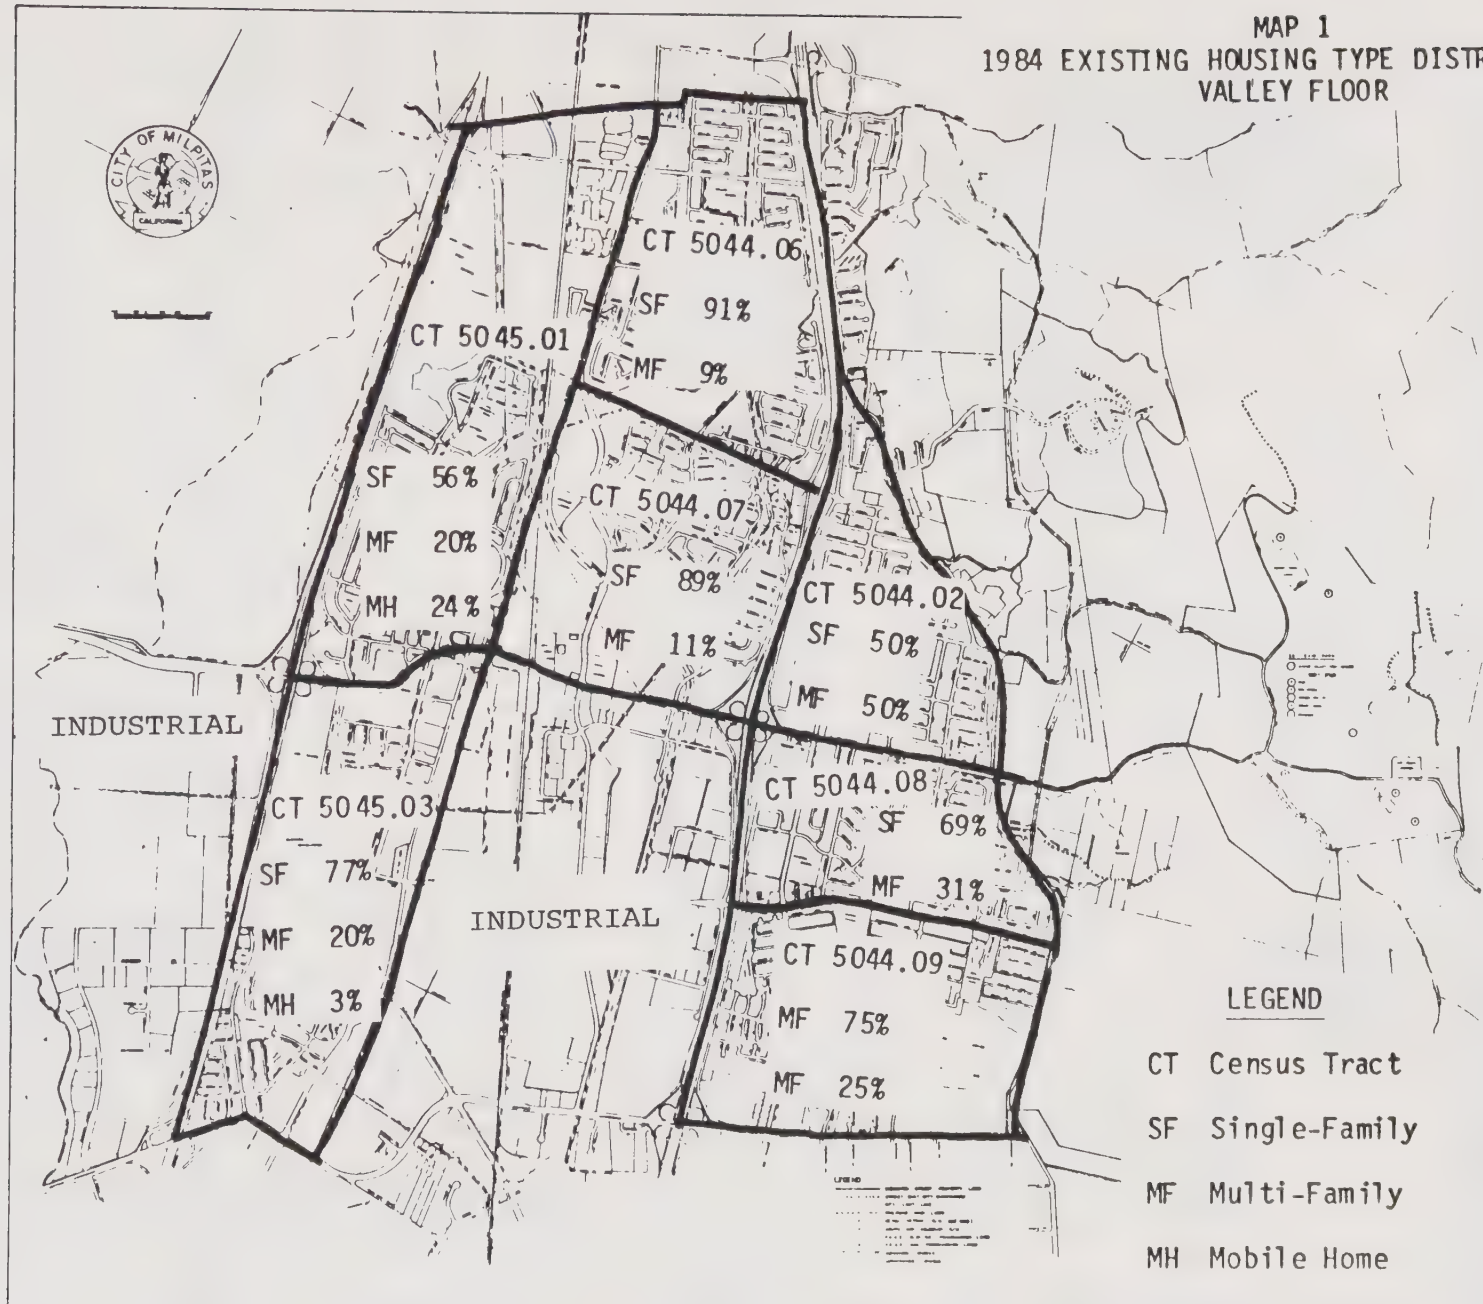 MAP 1
1984 EXISTING HOUSING TYPE DISTR
VALLEY FLOOR
CITY OF MILPITAS
CALIFORNIA
CT 5044.06
SF 91%
MF 9%
CT 5045.01
SF 56%
MF 20%
MH 24%
CT 5044.07
SF 89%
MF 11%
CT 5044.02
SF 50%
MF 50%
INDUSTRIAL
CT 5045.03
SF 77%
MF 20%
MH 3%
INDUSTRIAL
CT 5044.08
SF 69%
MF 31%
CT 5044.09
MF 75%
MF 25%
LEGEND
CT Census Tract
SF Single-Family
MF Multi-Family
MH Mobile Home
LEGEND